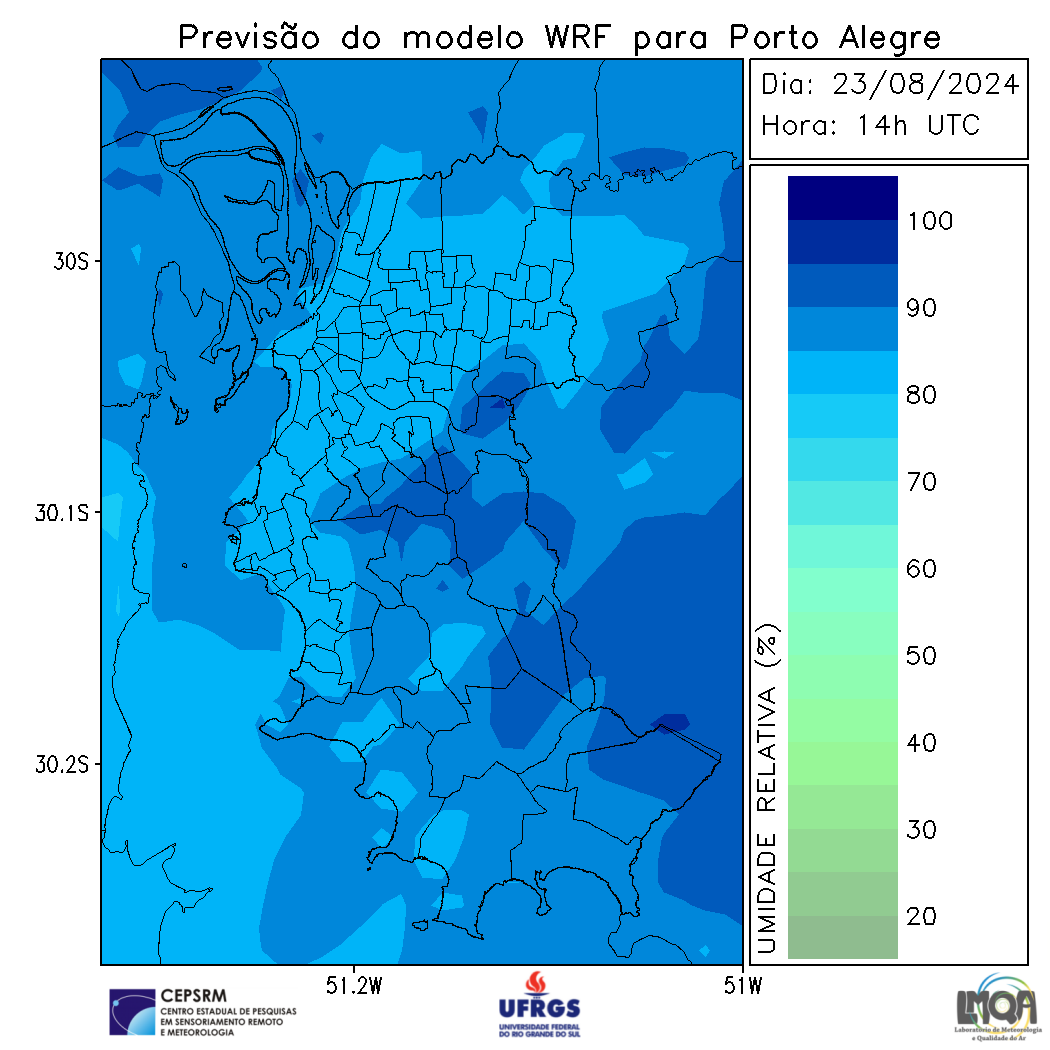 Previsão do modelo WRF para Porto Alegre
Dia: 23/08/2024
Hora: 14h UTC
100
90
80
70
60
50
40
30
20
UMIDADE RELATIVA (%)
30S
30.1S
30.2S
51.2W
51W
CEPSRM
CENTRO ESTADUAL DE PESQUISAS
EM SENSORIAMENTO REMOTO
E METEOROLOGIA
UFRGS
UNIVERSIDADE FEDERAL
DO RIO GRANDE DO SUL
LMQA
Laboratório de Meteorologia
e Qualidade do Ar